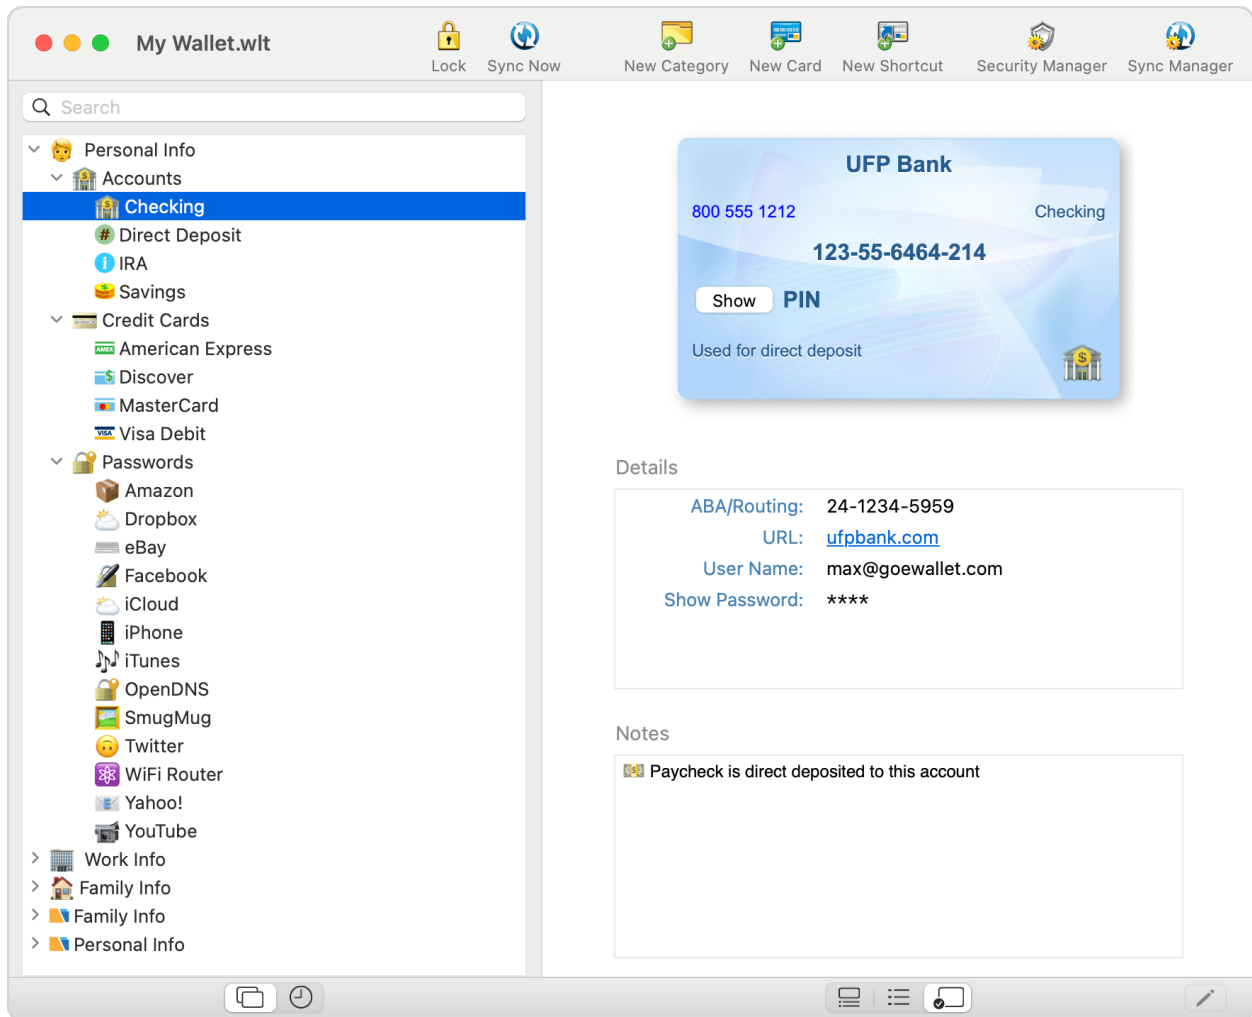 My Wallet.wlt
Lock
Sync Now
New Category
New Card
New Shortcut
Security Manager
Sync Manager
Search
Personal Info
Accounts
Checking
# Direct Deposit
IRA
Savings
Credit Cards
AMEX American Express
Discover
MasterCard
VISA Visa Debit
Passwords
Amazon
Dropbox
eBay
Facebook
iCloud
iPhone
iTunes
OpenDNS
SmugMug
Twitter
WiFi Router
Yahoo!
YouTube
Work Info
Family Info
Family Info
Personal Info
UFP Bank
800 555 1212
Checking
123-55-6464-214
Show PIN
Used for direct deposit
Details
ABA/Routing: 24-1234-5959
URL: ufpbank.com
User Name: max@goewallet.com
Show Password: ****
Notes
Paycheck is direct deposited to this account